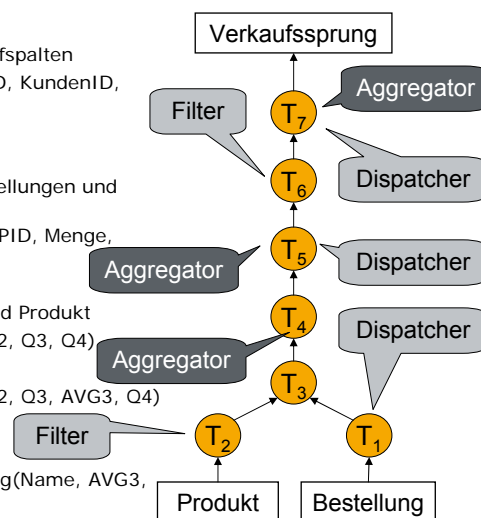 Verkaufssprung
fspalten
D, KundenID,
Aggregator
Filter
T7
Dispatcher
T6
ellungen und
PID, Menge,
T5
Dispatcher
Aggregator
d Produkt
T4
Dispatcher
2, Q3, Q4)
Aggregator
T3
2, Q3, AVG3, Q4)
Filter
T2
T1
g(Name, AVG3,
Produkt
Bestellung